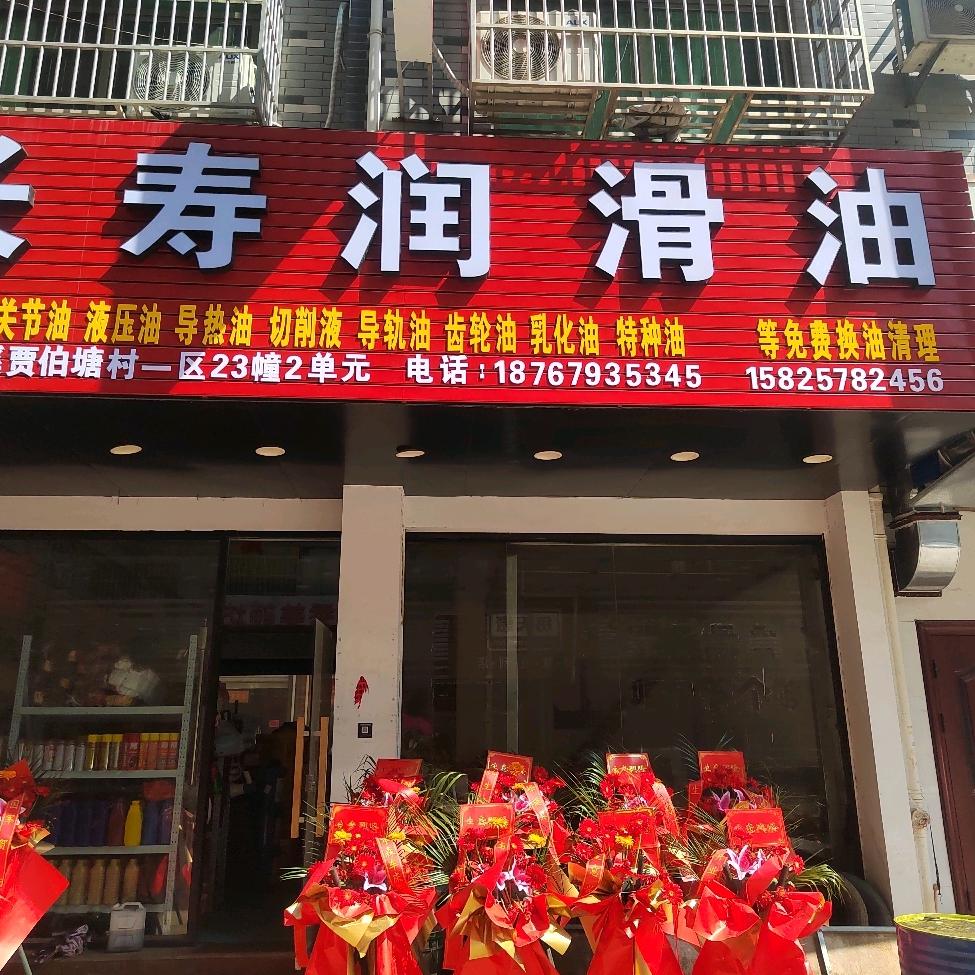 长寿润滑油
关节油 液压油 导热油 切削液 导轨油 齿轮油 乳化油 特种油 等免费换油清理
贾伯塘村一区23幢2单元 电话:18767935345 15825782456